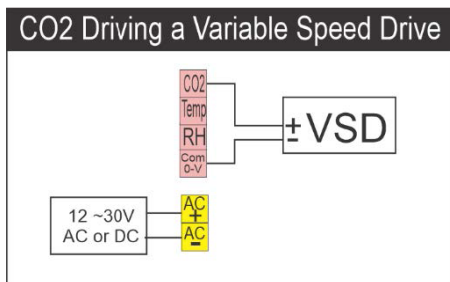 CO2 Driving a Variable Speed Drive
CO2
Temp
RH
Com
0-V
± VSD
12 ~30V
AC or DC
AC
+
AC
-